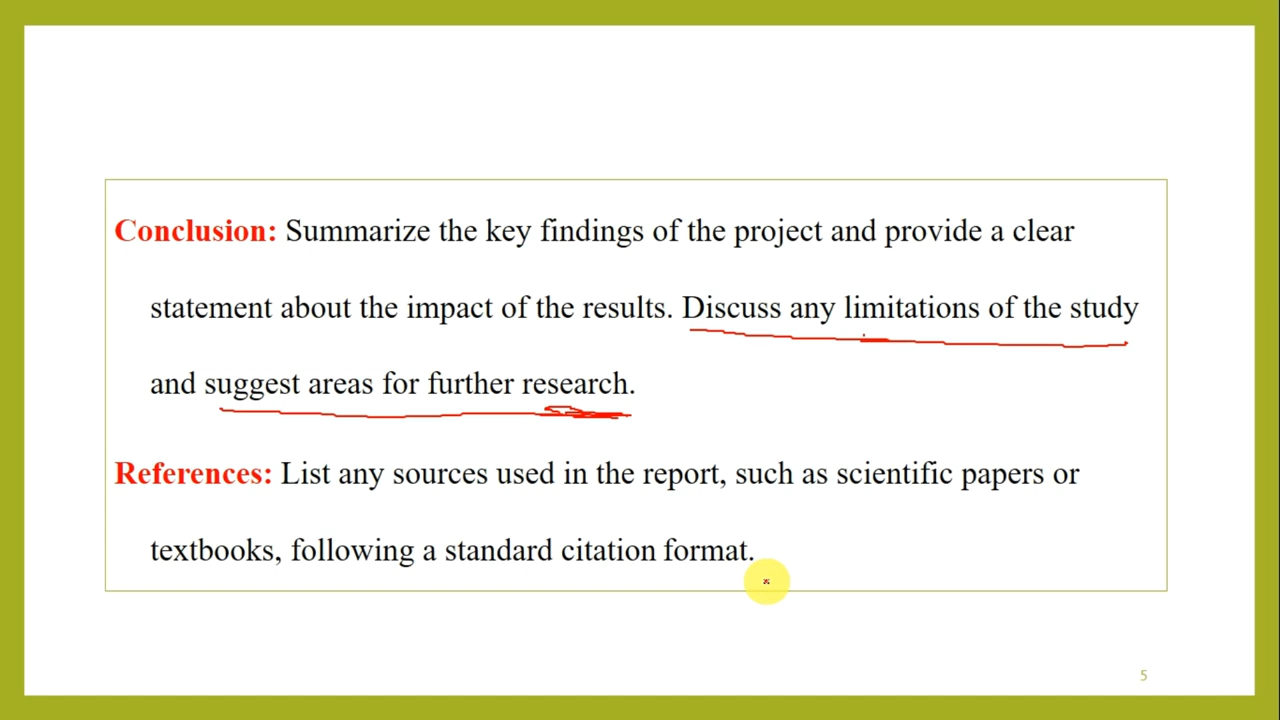 Conclusion: Summarize the key findings of the project and provide a clear
statement about the impact of the results. Discuss any limitations of the study
and suggest areas for further research.
References: List any sources used in the report, such as scientific papers or
textbooks, following a standard citation format.
5